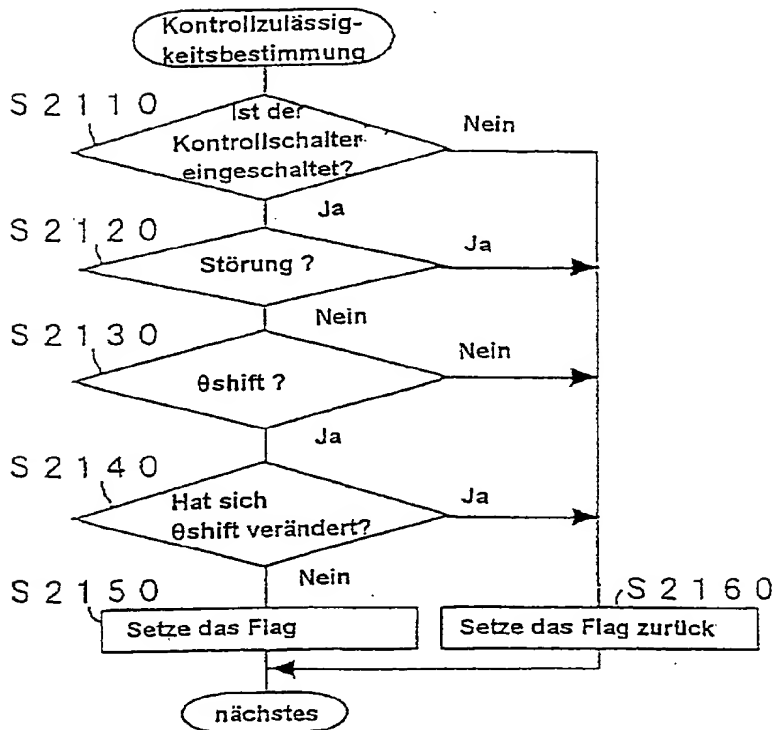 Kontrollzulässig-
keitsbestimmung
S2110
Ist der
Kontrollschalter
eingeschaltet?
Nein
Ja
S2120
Störung ?
Ja
Nein
S2130
θshift ?
Nein
Ja
S2140
Hat sich
θshift verändert?
Ja
Nein
S2150
Setze das Flag
S2160
Setze das Flag zurück
nächstes